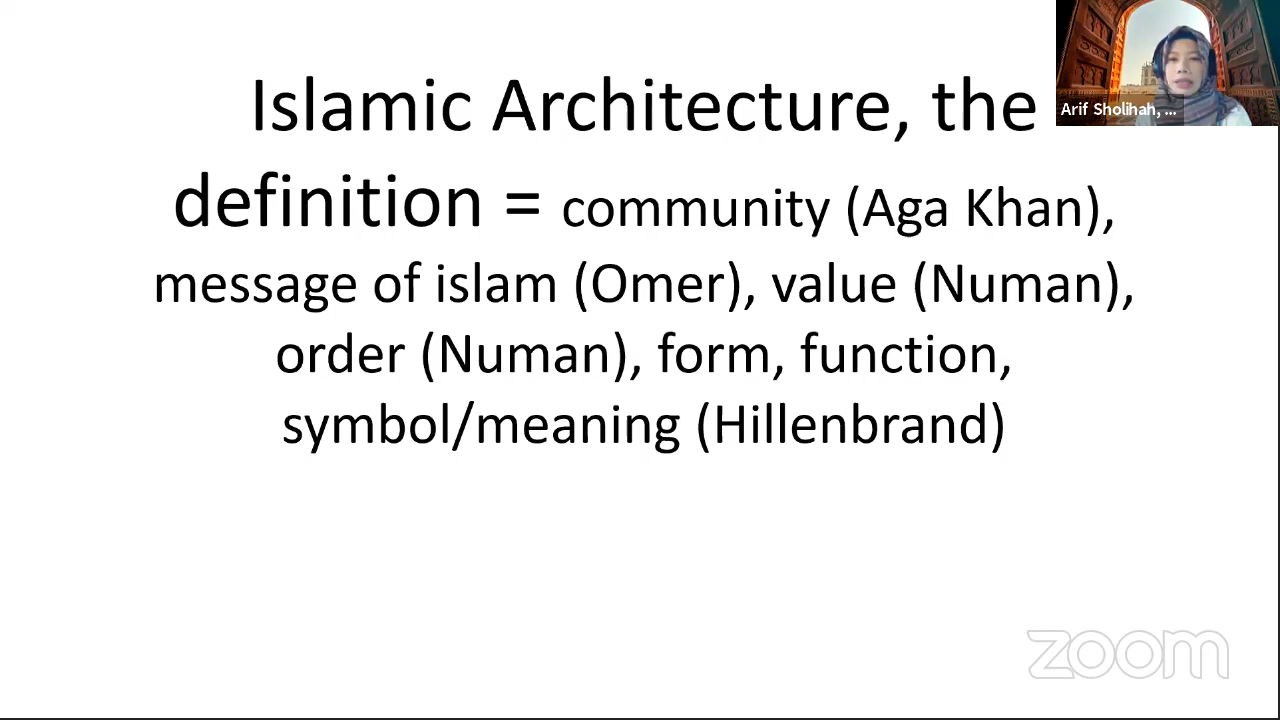 Islamic Architecture, the
definition = community (Aga Khan),
message of islam (Omer), value (Numan),
order (Numan), form, function,
symbol/meaning (Hillenbrand)
Arif Sholihah, ...
zoom